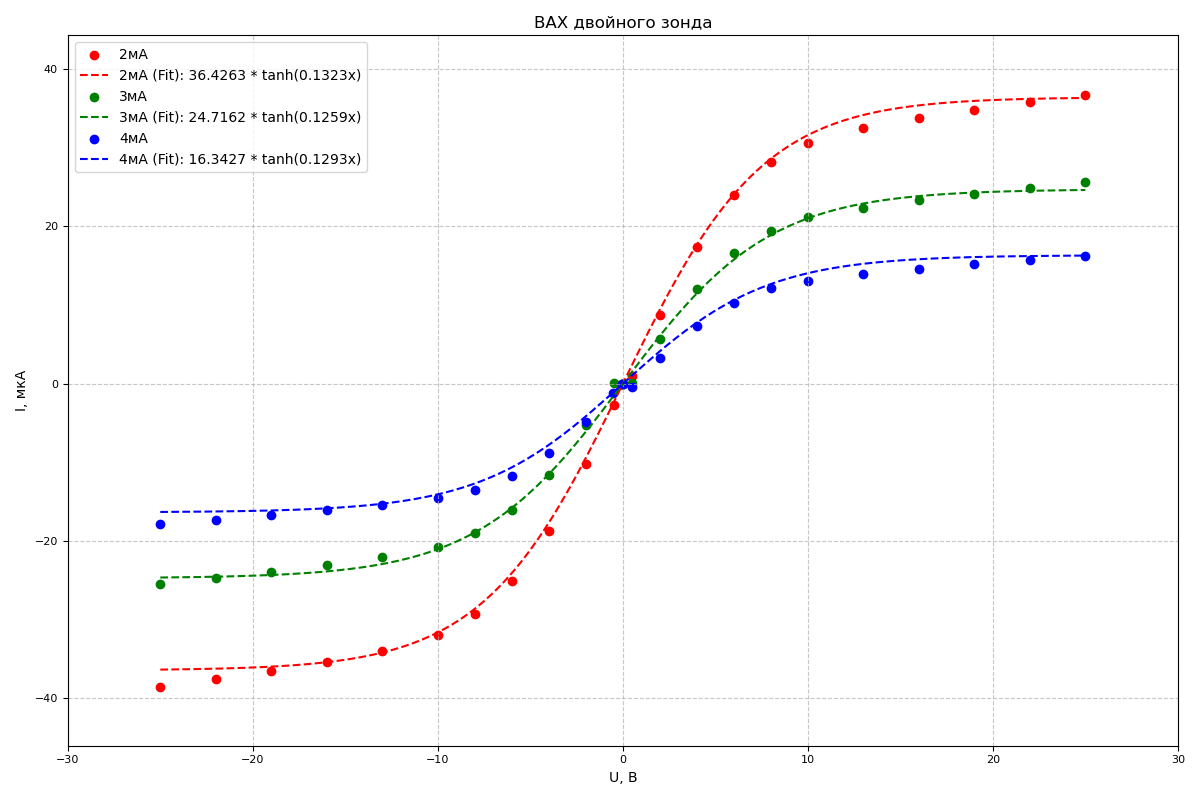 ВАХ двойного зонда
2мА
2мА (Fit): 36.4263 * tanh(0.1323x)
3мА
3мА (Fit): 24.7162 * tanh(0.1259x)
4мА
4мА (Fit): 16.3427 * tanh(0.1293x)
I, мкА
40
20
0
−20
−40
−30
−20
−10
0
10
20
30
U, В